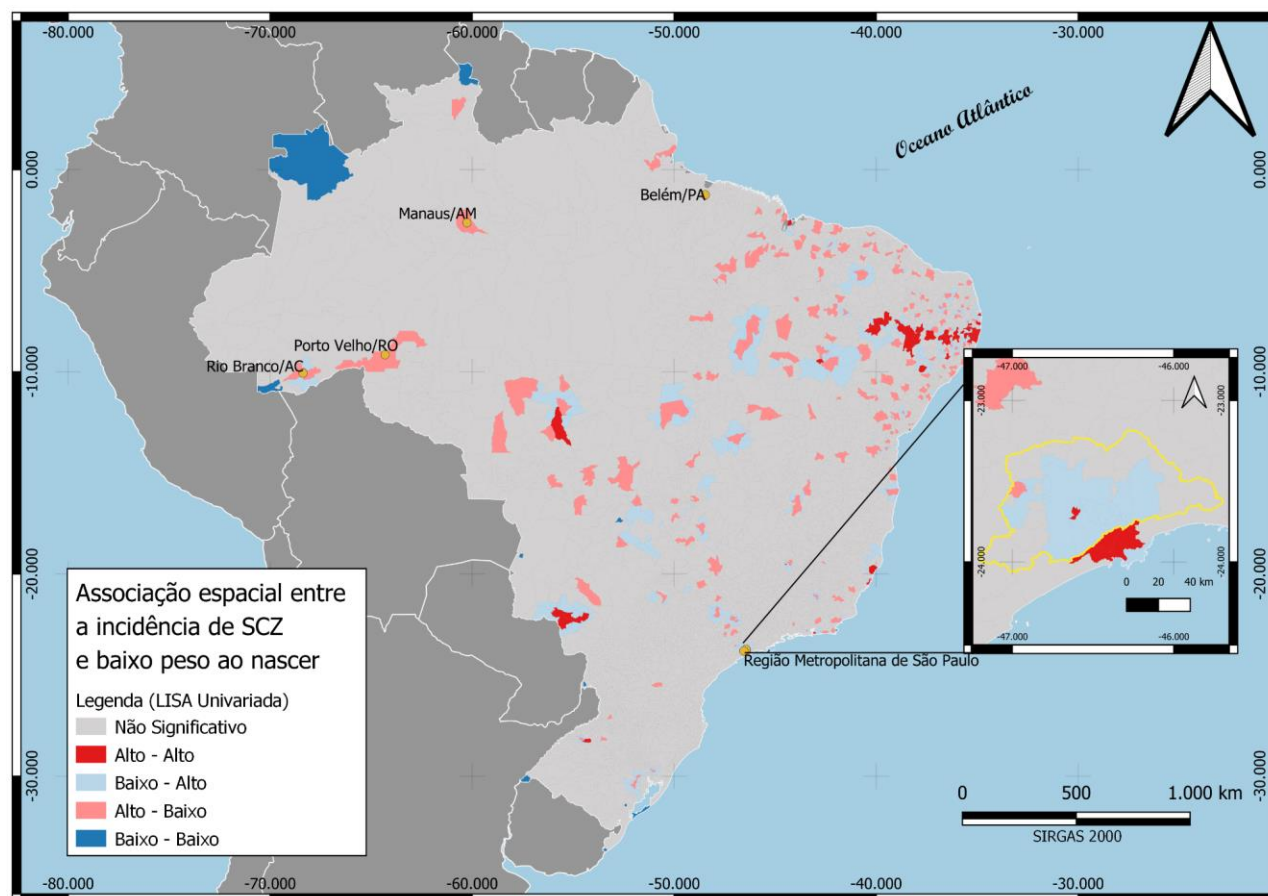 -80.000 -70.000 -60.000 -50.000 -40.000 -30.000
Oceano Atlântico
0.000 0.000
Belém/PA
Manaus/AM
Porto Velho/RO
Rio Branco/AC
-10.000 -10.000
-47.000 -46.000
-23.000 -23.000
-24.000 -24.000
0 20 40 km
-47.000 -46.000
-20.000 -20.000
Região Metropolitana de São Paulo
Associação espacial entre
a incidência de SCZ
e baixo peso ao nascer
Legenda (LISA Univariada)
Não Significativo
Alto - Alto
Baixo - Alto
Alto - Baixo
Baixo - Baixo
-30.000 -30.000
0 500 1.000 km
SIRGAS 2000
-80.000 -70.000 -60.000 -50.000 -40.000 -30.000